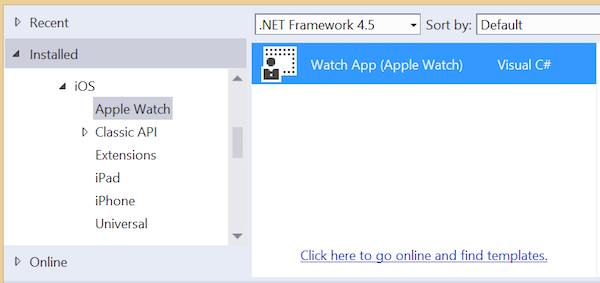 Recent
.NET Framework 4.5
Sort by:
Default
Installed
iOS
Apple Watch
Classic API
Extensions
iPad
iPhone
Universal
Online
Watch App (Apple Watch)
Visual C#
Click here to go online and find templates.